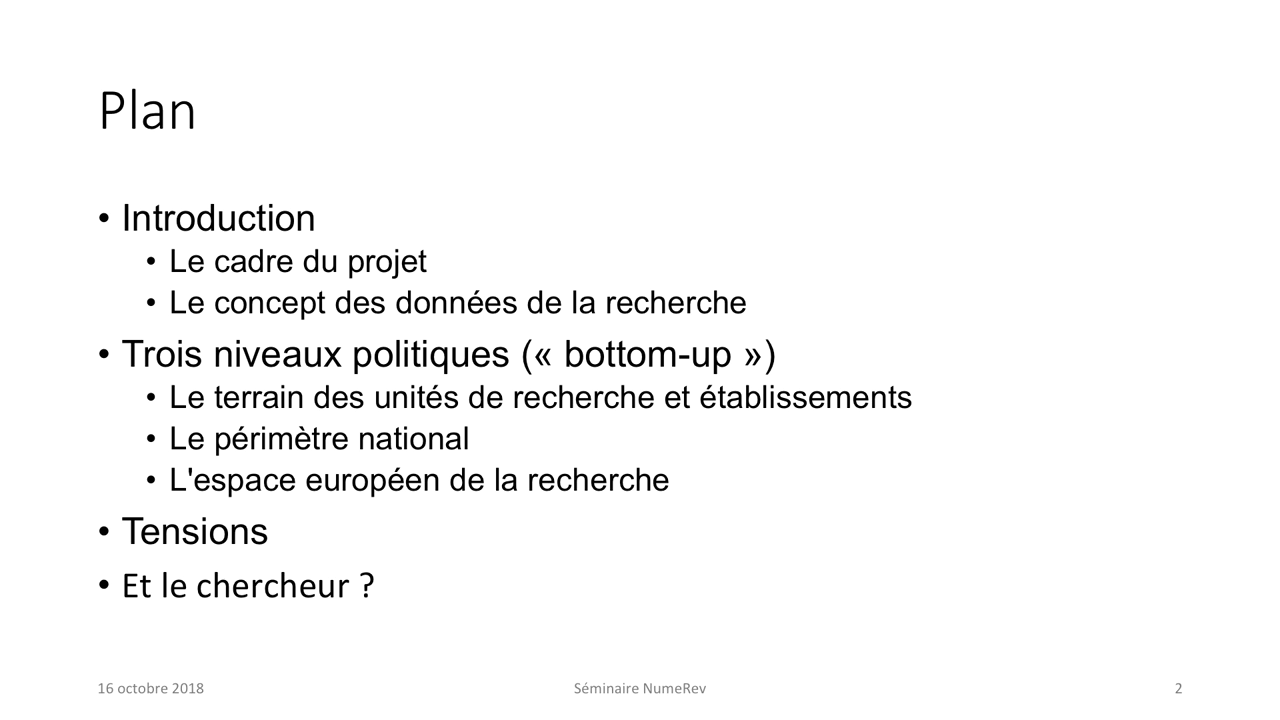 Plan
• Introduction
• Le cadre du projet
• Le concept des données de la recherche
• Trois niveaux politiques (« bottom-up »)
• Le terrain des unités de recherche et établissements
• Le périmètre national
• L'espace européen de la recherche
• Tensions
• Et le chercheur ?
16 octobre 2018
Séminaire NumeRev
2